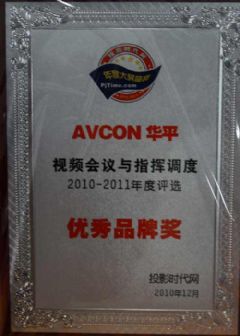 PjTime.com
AVCON 华平
视频会议与指挥调度
2010-2011年度评选
优秀品牌奖
投影时代网
2010年12月